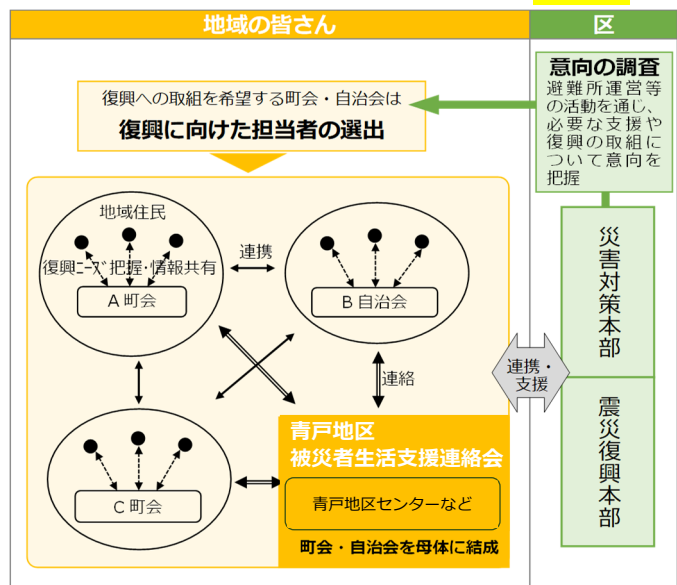 地域の皆さん
区
意向の調査
避難所運営等
の活動を通じ、
必要な支援や
復興の取組に
ついて意向を
把握
復興への取組を希望する町会・自治会は
復興に向けた担当者の選出
地域住民
復興ニーズ把握・情報共有
A 町会
連携
B 自治会
災害対策本部
連携・
支援
連絡
震災復興本部
C 町会
青戸地区
被災者生活支援連絡会
青戸地区センターなど
町会・自治会を母体に結成